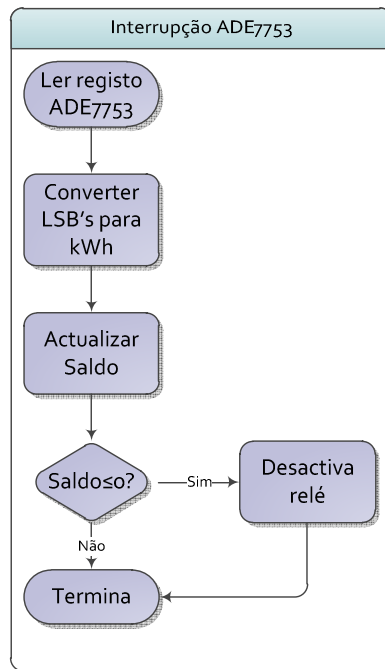 Interrupção ADE7753
Ler registo
ADE7753
Converter
LSB's para
kWh
Actualizar
Saldo
Saldo≤0?
Sim
Desactiva
relé
Não
Termina